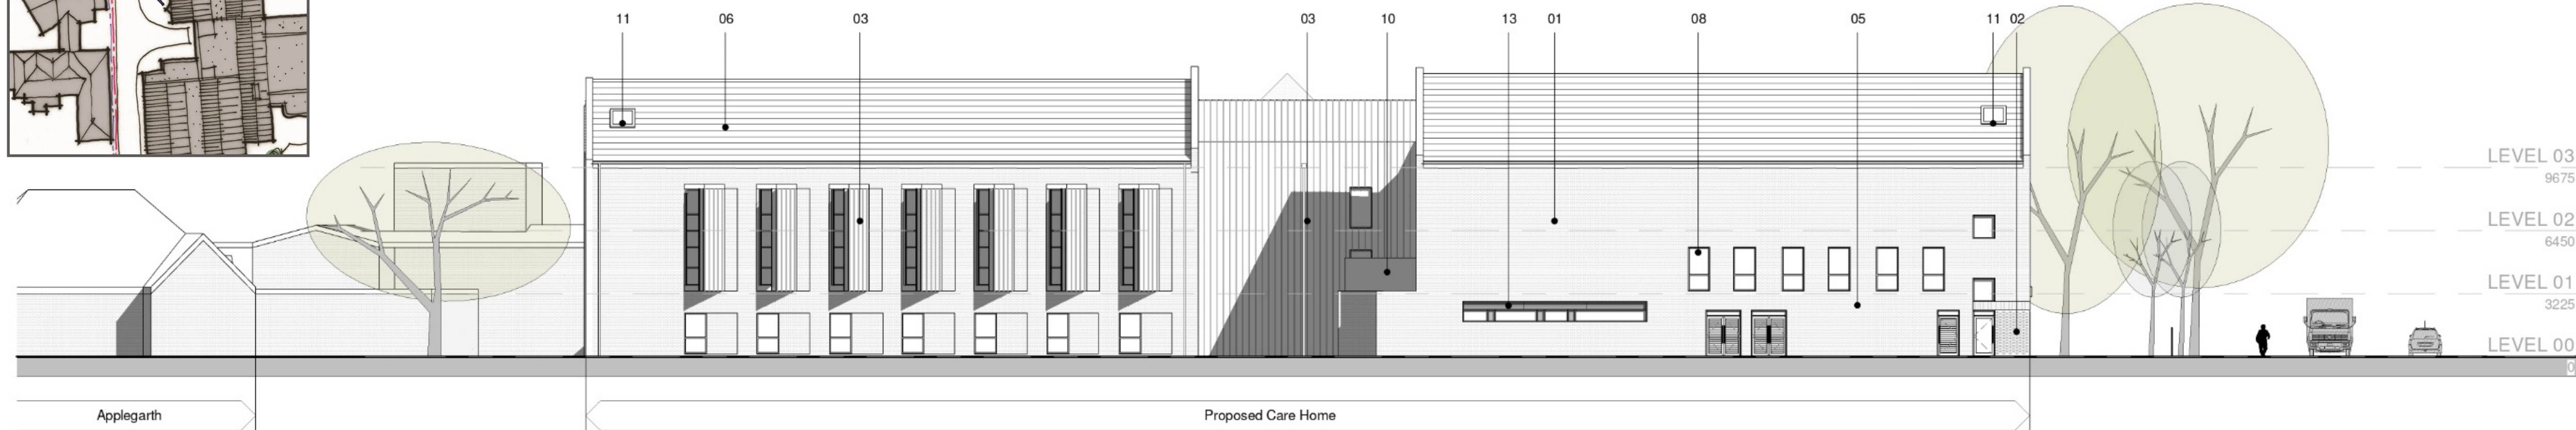 11 06 03 03 10 13 01 08 05 11 02
LEVEL 03
9675
LEVEL 02
6450
LEVEL 01
3225
LEVEL 00
0
Applegarth
Proposed Care Home